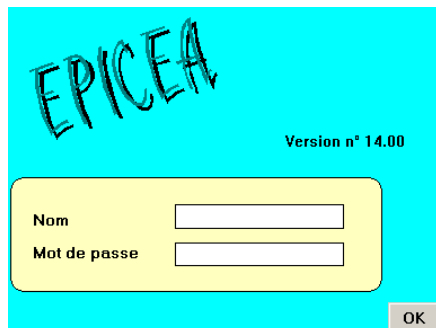 EPICEA
Version n° 14.00
Nom
Mot de passe
OK